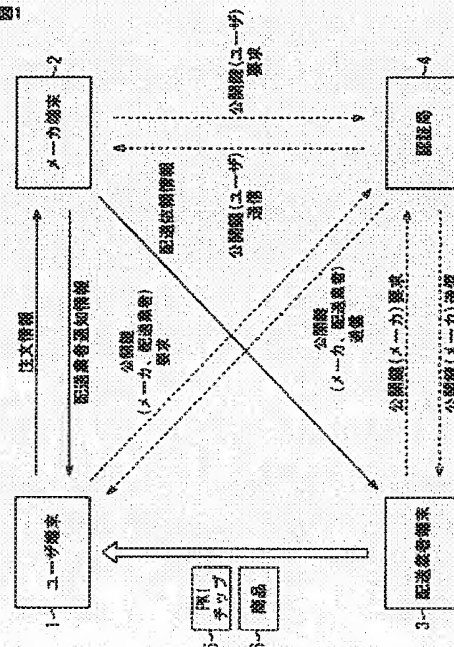 図1
ユーザ端末
1
メーカ端末
2
注文情報
配送業者通知情報
公開鍵(ユーザ)
要求
公開鍵(ユーザ)
送信
配送依頼情報
公開鍵
(メーカ、配送業者)
要求
公開鍵
(メーカ、配送業者)
送信
PKI
チップ
5
商品
6
配送業者端末
3
認証局
4
公開鍵(メーカ)要求
公開鍵(メーカ)送信